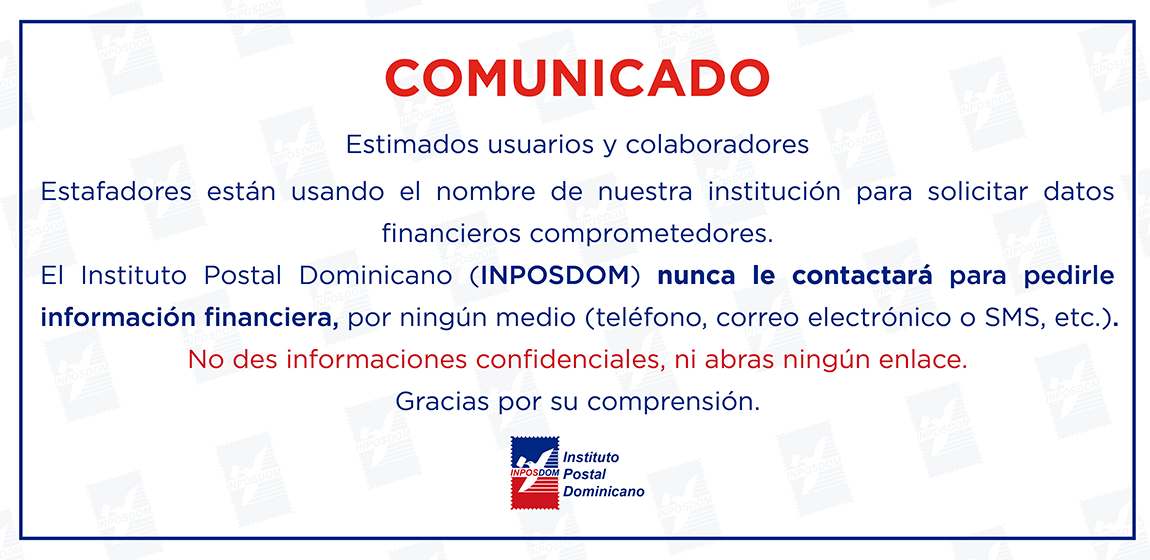 COMUNICADO
Estimados usuarios y colaboradores
Estafadores están usando el nombre de nuestra institución para solicitar datos
financieros comprometedores.
El Instituto Postal Dominicano (INPOSDOM) nunca le contactará para pedirle
información financiera, por ningún medio (teléfono, correo electrónico o SMS, etc.).
No des informaciones confidenciales, ni abras ningún enlace.
Gracias por su comprensión.
INPOSDOM
Instituto
Postal
Dominicano